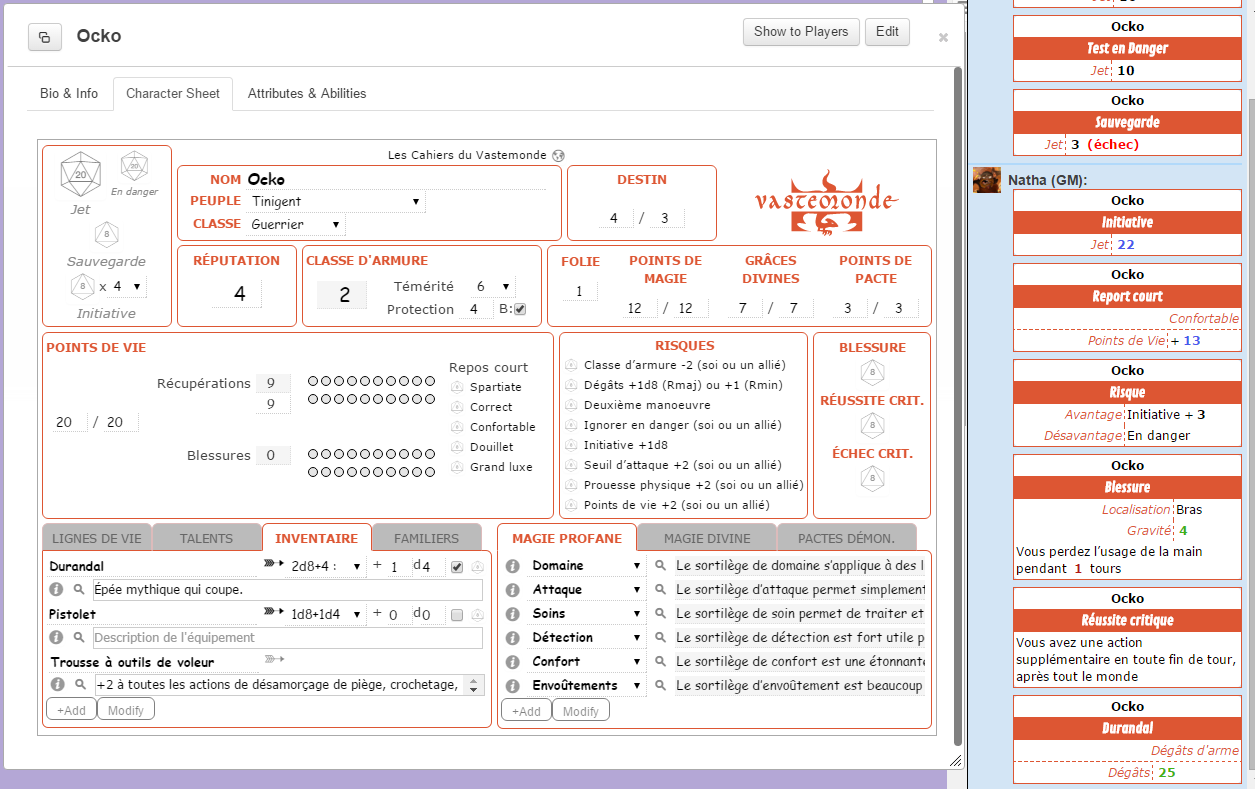 Ocko
Show to Players
Edit
Bio & Info
Character Sheet
Attributes & Abilities
Les Cahiers du Vastemonde
20
20
En danger
Jet
8
Sauvegarde
8 x 4
Initiative
NOM Ocko
PEUPLE Tinigent
CLASSE Guerrier
DESTIN
4 / 3
vastemonde
RÉPUTATION
4
CLASSE D'ARMURE
2
Témérité 6
Protection 4 B:
FOLIE
1
POINTS DE
MAGIE
12 / 12
GRÂCES
DIVINES
7 / 7
POINTS DE
PACTE
3 / 3
POINTS DE VIE
20 / 20
Récupérations 9
9
Blessures 0
Repos court
Spartiate
Correct
Confortable
Douillet
Grand luxe
RISQUES
Classe d’armure -2 (soi ou un allié)
Dégâts +1d8 (Rmaj) ou +1 (Rmin)
Deuxième manoeuvre
Ignorer en danger (soi ou un allié)
Initiative +1d8
Seuil d’attaque +2 (soi ou un allié)
Prouesse physique +2 (soi ou un allié)
Points de vie +2 (soi ou un allié)
BLESSURE
8
RÉUSSITE CRIT.
8
ÉCHEC CRIT.
8
LIGNES DE VIE
TALENTS
INVENTAIRE
FAMILIERS
Durandal 2d8+4 : + 1 d4
Épée mythique qui coupe.
Pistolet 1d8+1d4 + 0 d0
Description de l'équipement
Trousse à outils de voleur
+2 à toutes les actions de désamorçage de piège, crochetage,
+Add
Modify
MAGIE PROFANE
MAGIE DIVINE
PACTES DÉMON.
Domaine Le sortilège de domaine s’applique à des l
Attaque Le sortilège d’attaque permet simplement
Soins Le sortilège de soin permet de traiter et
Détection Le sortilège de détection est fort utile p
Confort Le sortilège de confort est une étonnante
Envoûtements Le sortilège d’envoûtement est beaucoup
+Add
Modify
Ocko
Test en Danger
Jet 10
Ocko
Sauvegarde
Jet 3 (échec)
Natha (GM):
Ocko
Initiative
Jet 22
Ocko
Report court
Confortable
Points de Vie + 13
Ocko
Risque
Avantage Initiative + 3
Désavantage En danger
Ocko
Blessure
Localisation Bras
Gravité 4
Vous perdez l’usage de la main
pendant 1 tours
Ocko
Réussite critique
Vous avez une action
supplémentaire en toute fin de tour,
après tout le monde
Ocko
Durandal
Dégâts d'arme
Dégâts 25